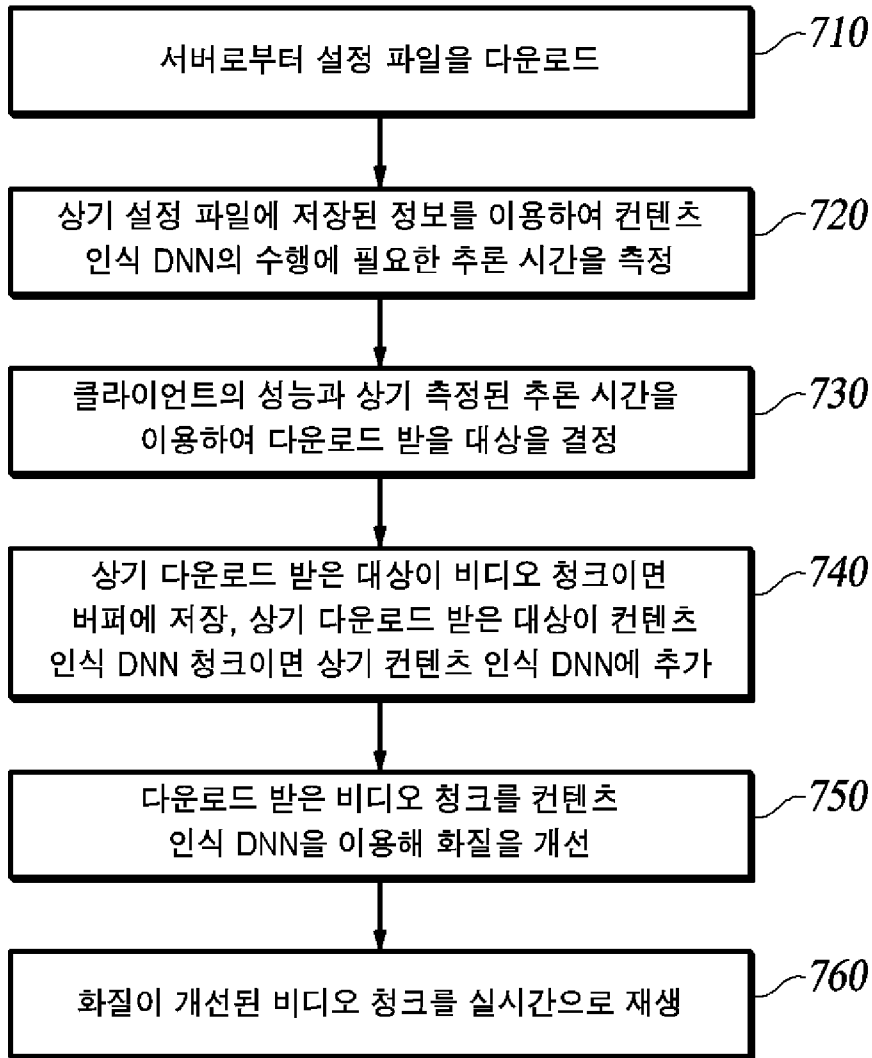 710
서버로부터 설정 파일을 다운로드
720
상기 설정 파일에 저장된 정보를 이용하여 컨텐츠
인식 DNN의 수행에 필요한 추론 시간을 측정
730
클라이언트의 성능과 상기 측정된 추론 시간을
이용하여 다운로드 받을 대상을 결정
740
상기 다운로드 받은 대상이 비디오 청크이면
버퍼에 저장, 상기 다운로드 받은 대상이 컨텐츠
인식 DNN 청크이면 상기 컨텐츠 인식 DNN에 추가
750
다운로드 받은 비디오 청크를 컨텐츠
인식 DNN을 이용해 화질을 개선
760
화질이 개선된 비디오 청크를 실시간으로 재생